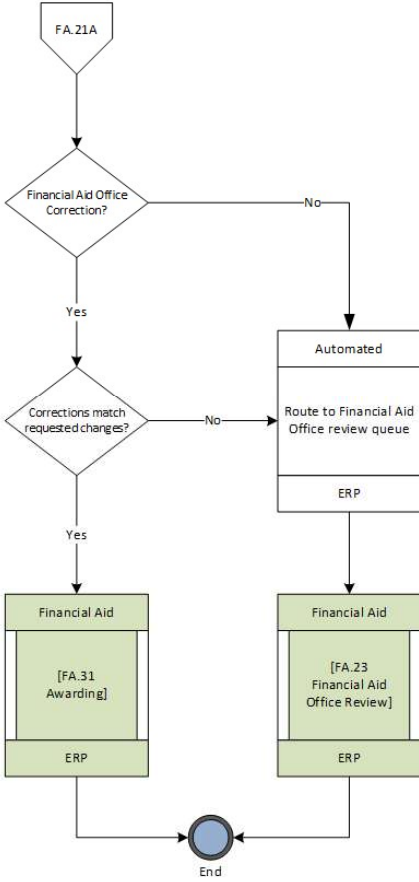 FA.21A
Financial Aid Office
Correction?
No
Yes
Automated
Route to Financial Aid
Office review queue
ERP
Corrections match
requested changes?
No
Yes
Financial Aid
[FA.31
Awarding]
ERP
Financial Aid
[FA.23
Financial Aid
Office Review]
ERP
End